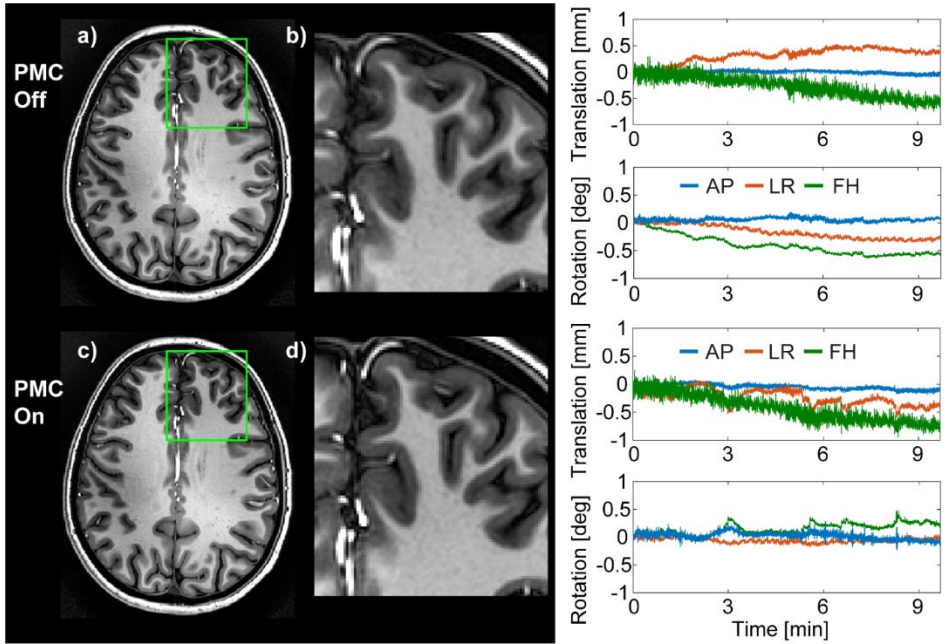 PMC
Off
a)
b)
PMC
On
c)
d)
Translation [mm]
1
0.5
0
-0.5
-1
0
3
6
9
Rotation [deg]
1
0.5
0
-0.5
-1
AP LR FH
0
3
6
9
Translation [mm]
1
0.5
0
-0.5
-1
AP LR FH
0
3
6
9
Rotation [deg]
1
0.5
0
-0.5
-1
0
3
6
9
Time [min]